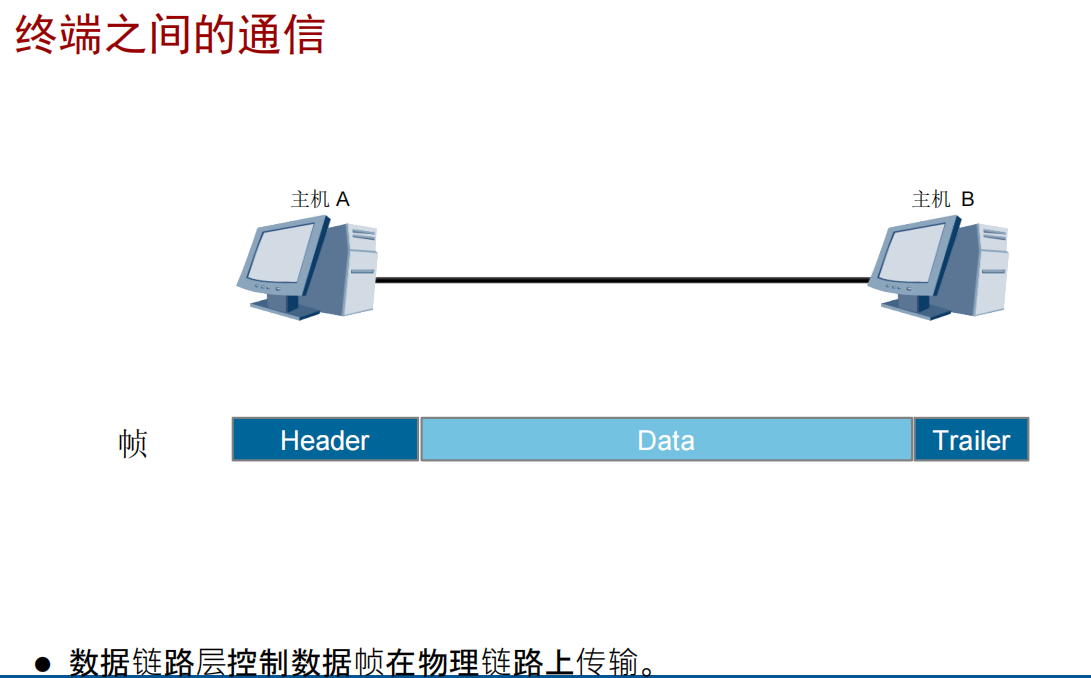 终端之间的通信
主机 A
主机 B
帧
Header
Data
Trailer
● 数据链路层控制数据帧在物理链路上传输。